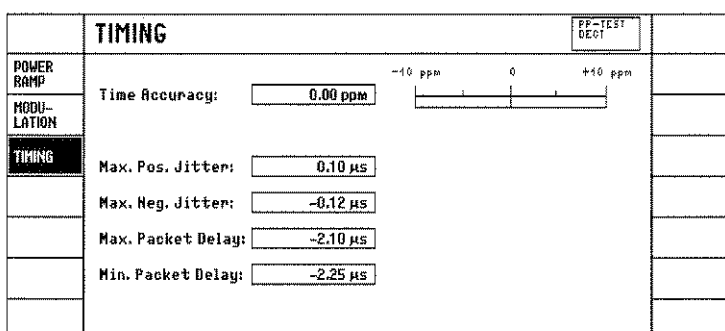 TIMING
PP-TEST
DECT
POWER
RAMP
MODU-
LATION
TIMING
-10 ppm 0 +10 ppm
Time Accuracy: 0.00 ppm
Max. Pos. Jitter: 0.10 µs
Max. Neg. Jitter: -0.12 µs
Max. Packet Delay: -2.10 µs
Min. Packet Delay: -2.25 µs